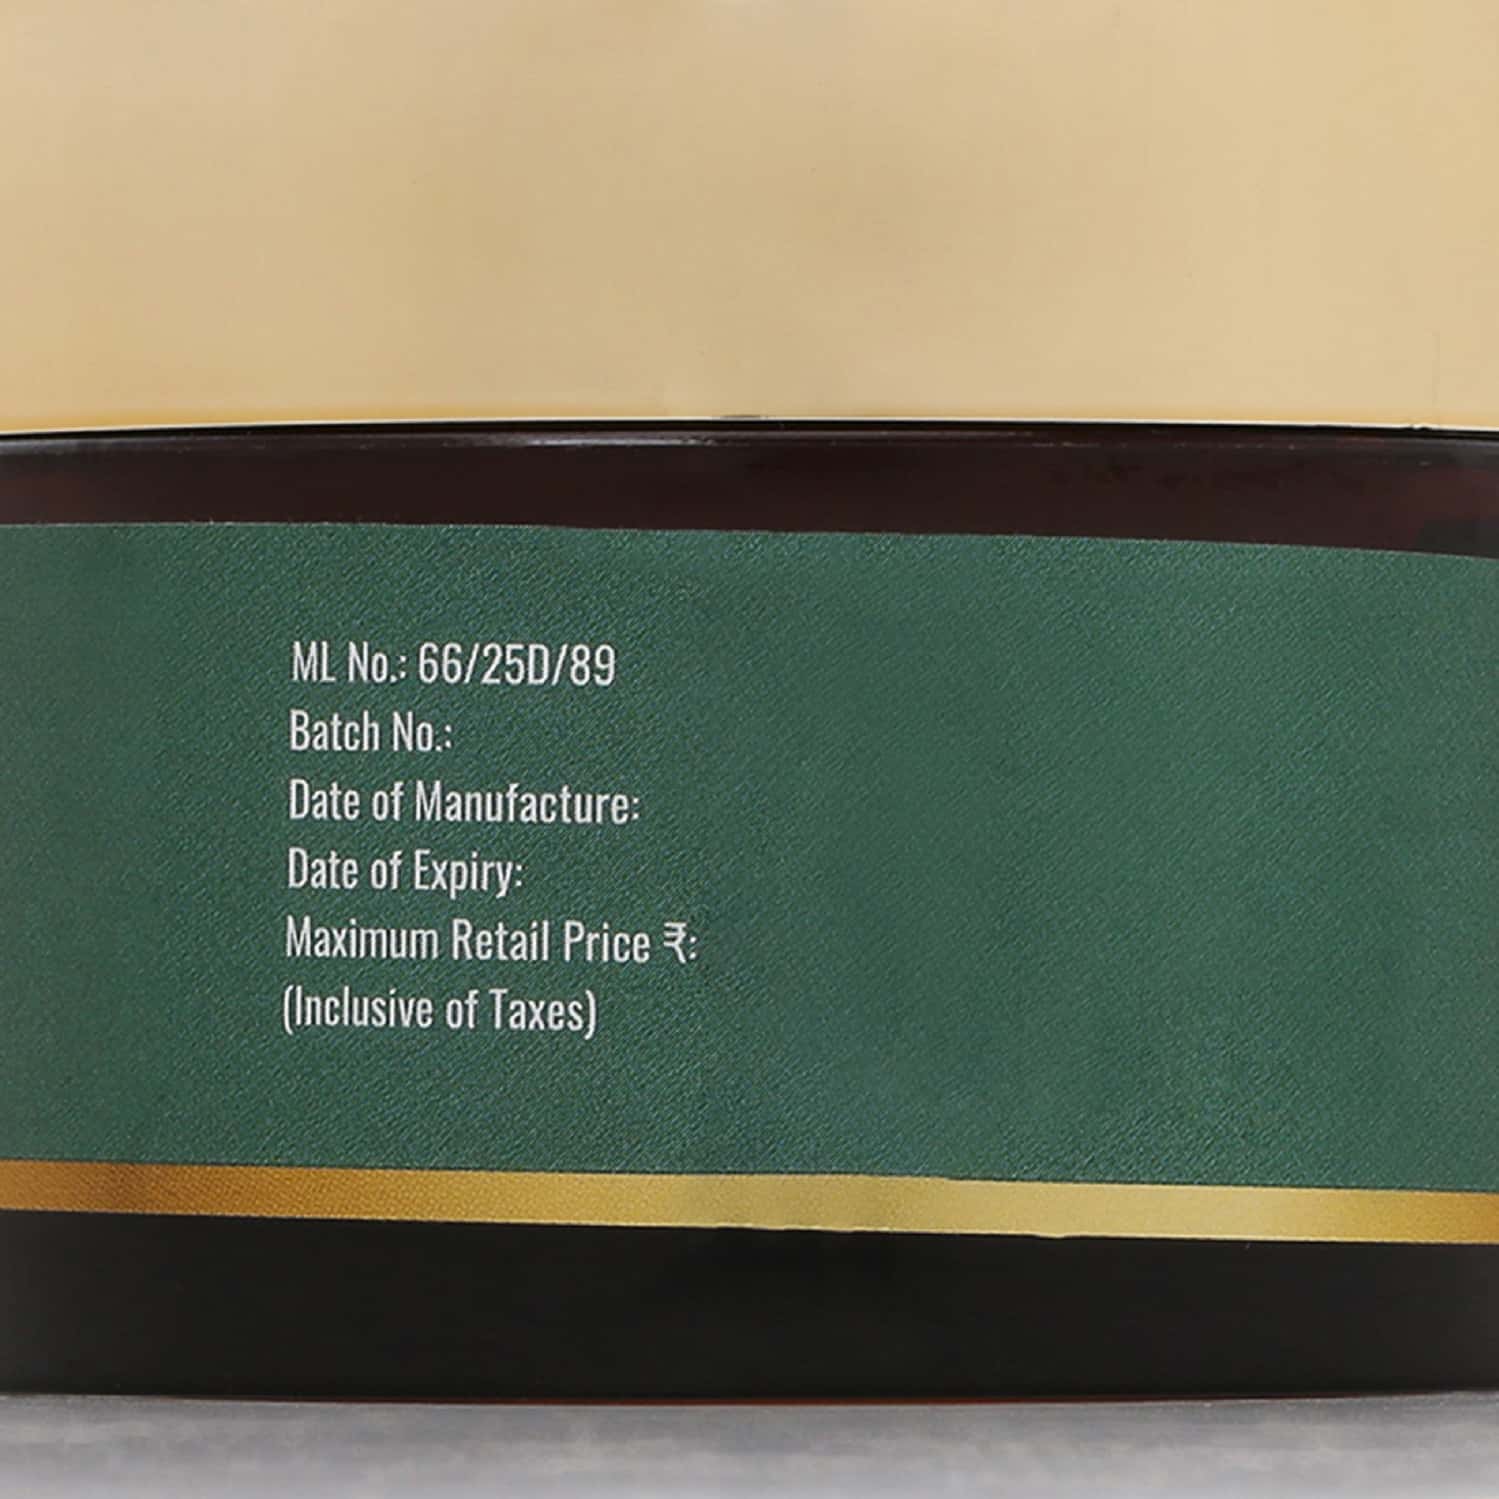 ML No.: 66/25D/89
Batch No.:
Date of Manufacture:
Date of Expiry:
Maximum Retail Price ₹:
(Inclusive of Taxes)